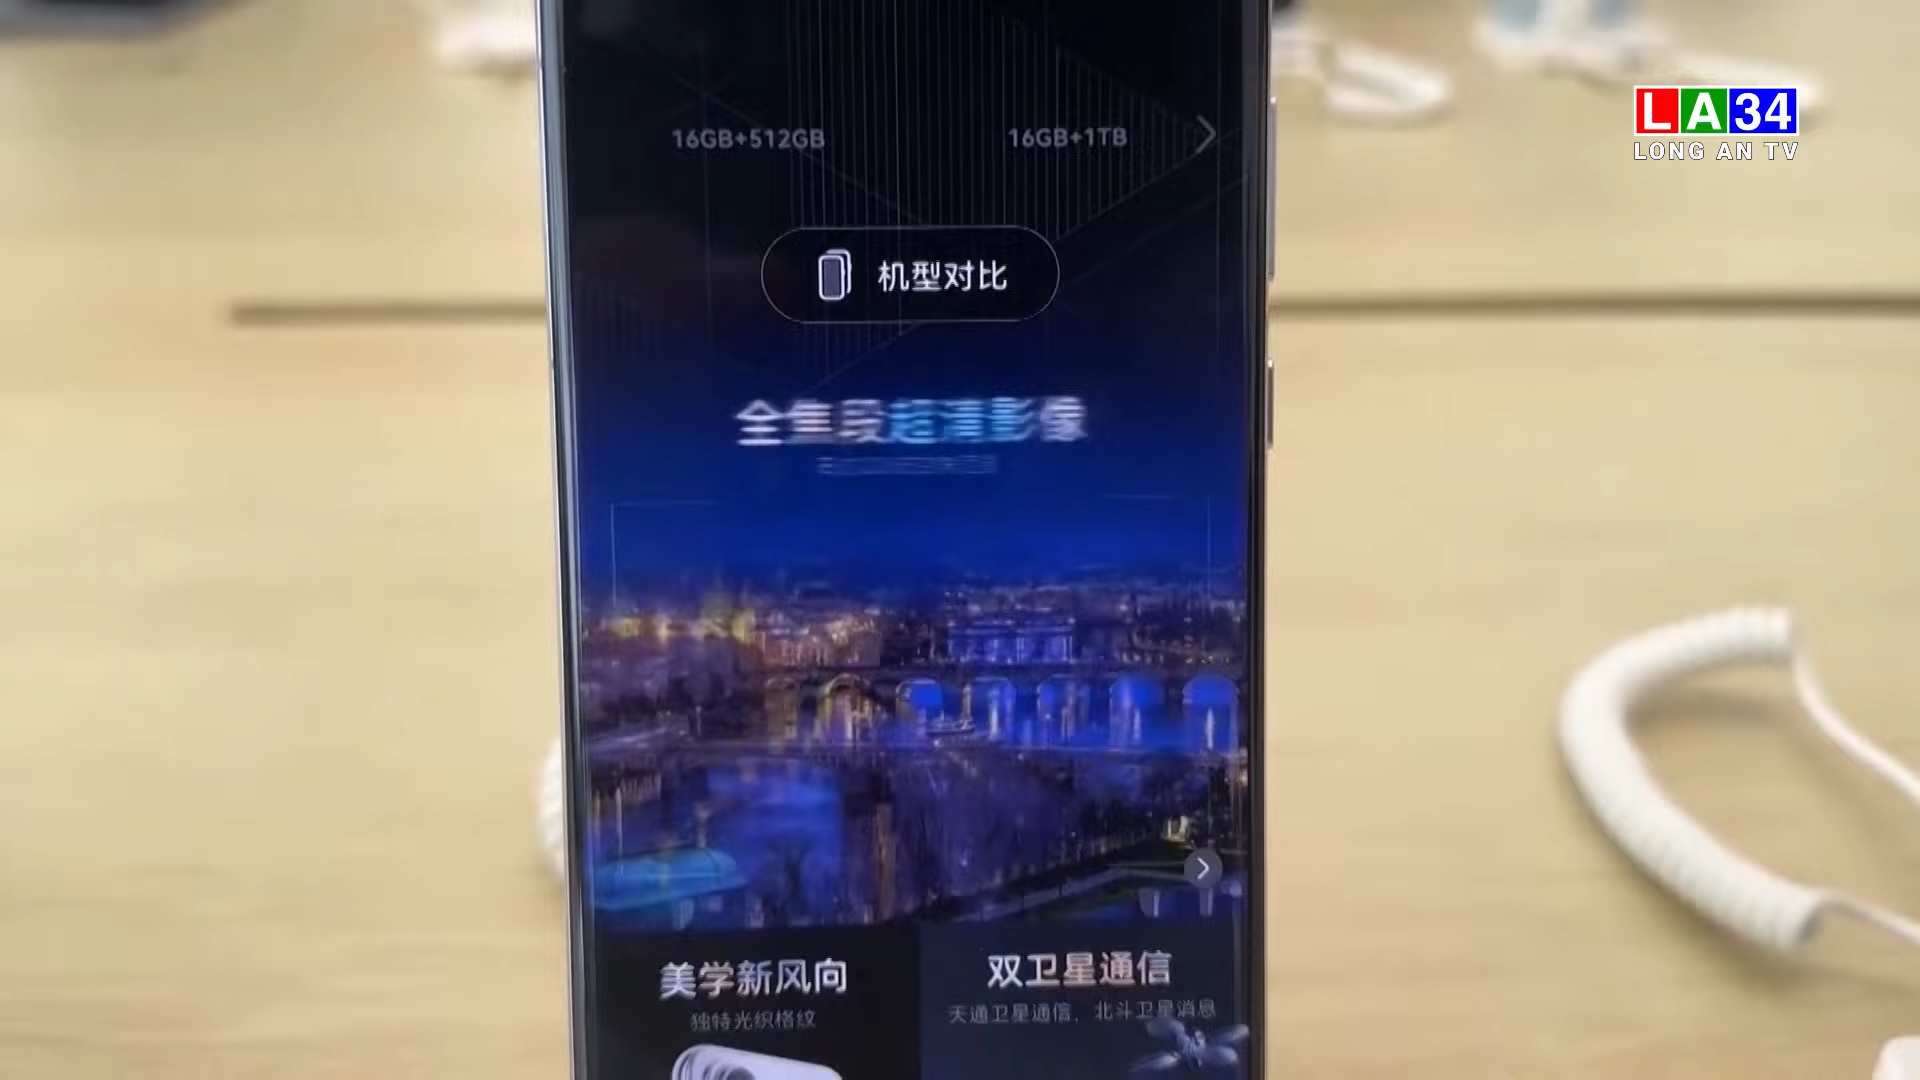 LA34
LONG AN TV
16GB+512GB 16GB+1TB
机型对比
全焦段超清影像
美学新风向
独特光织格纹
双卫星通信
天通卫星通信、北斗卫星消息